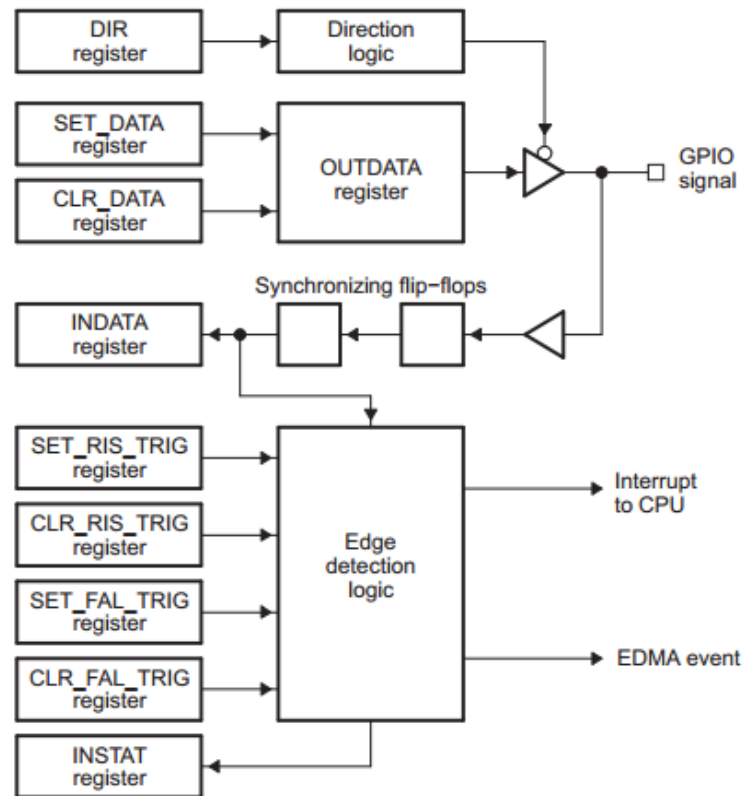 DIR
register
Direction
logic
SET_DATA
register
OUTDATA
register
GPIO
signal
CLR_DATA
register
Synchronizing flip−flops
INDATA
register
SET_RIS_TRIG
register
Interrupt
to CPU
CLR_RIS_TRIG
register
Edge
detection
logic
SET_FAL_TRIG
register
EDMA event
CLR_FAL_TRIG
register
INSTAT
register